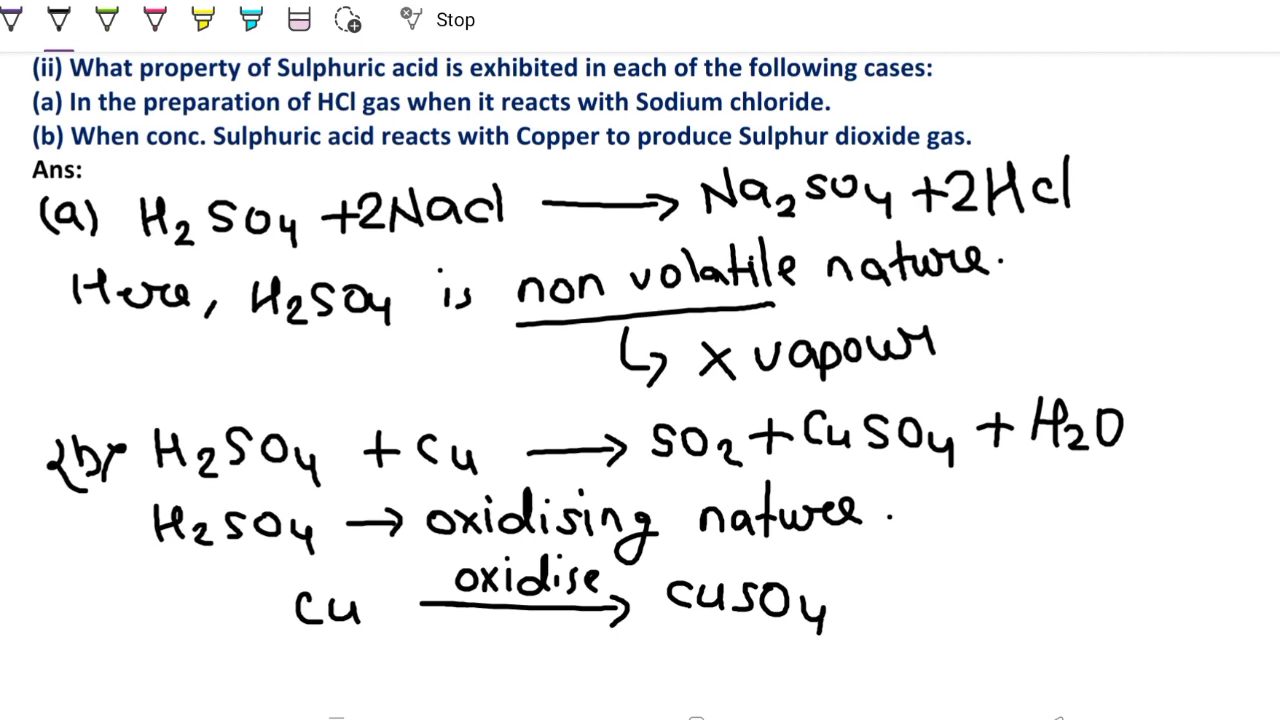 Stop
(ii) What property of Sulphuric acid is exhibited in each of the following cases:
(a) In the preparation of HCl gas when it reacts with Sodium chloride.
(b) When conc. Sulphuric acid reacts with Copper to produce Sulphur dioxide gas.
Ans:
(a) H₂SO₄ +2Nacl ⟶ Na₂SO₄ +2Hcl
Here, H₂SO₄ is non volatile nature.
↳ X vapour
(b) H₂SO₄ + Cu ⟶ SO₂ + CuSO₄ + H₂O
H₂SO₄ → oxidising nature.
oxidise
Cu ⟶ CuSO₄